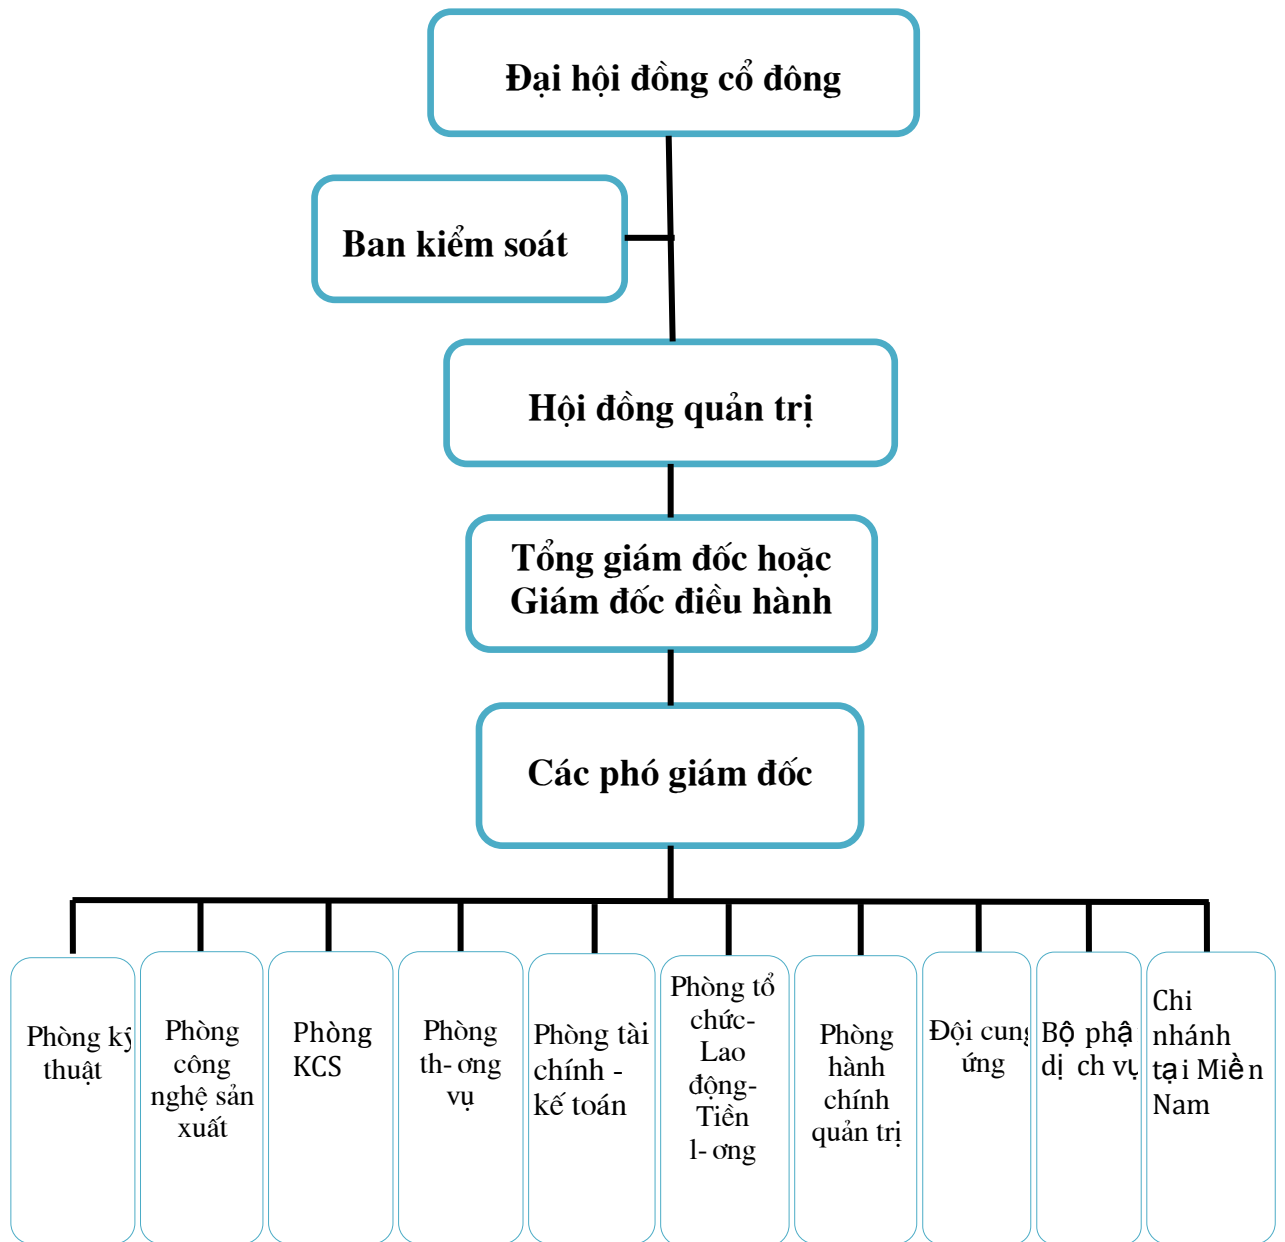 Đại hội đồng cổ đông
Ban kiểm soát
Hội đồng quản trị
Tổng giám đốc hoặc
Giám đốc điều hành
Các phó giám đốc
Phòng kỹ
thuật
Phòng
công
nghệ sản
xuất
Phòng
KCS
Phòng
th- ơng
vụ
Phòng tài
chính -
kế toán
Phòng tổ
chức-
Lao
động-
Tiền
l- ơng
Phòng
hành
chính
quản trị
Đội cung
ứng
Bộ phậ
dị ch vụ
Chi
nhánh
tại Miền
Nam